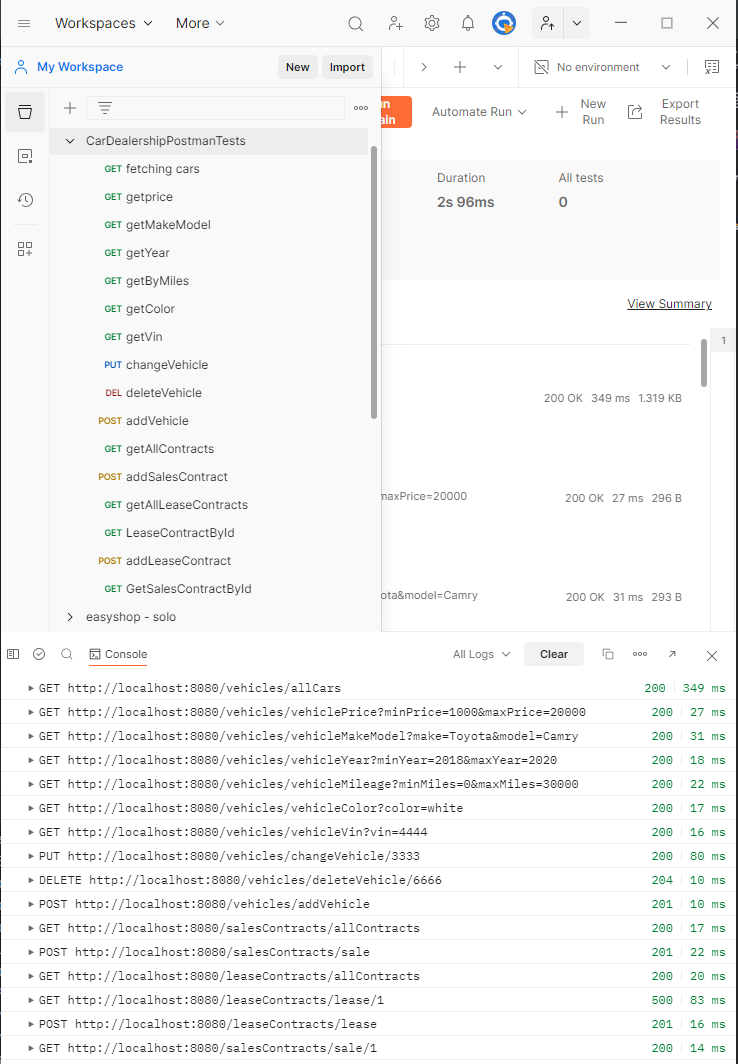 Workspaces More
My Workspace New Import No environment
un
ain
Automate Run
New
Run
Export
Results
CarDealershipPostmanTests
GET fetching cars
GET getprice
GET getMakeModel
GET getYear
GET getByMiles
GET getColor
GET getVin
PUT changeVehicle
DEL deleteVehicle
POST addVehicle
GET getAllContracts
POST addSalesContract
GET getAllLeaseContracts
GET LeaseContractById
POST addLeaseContract
GET GetSalesContractById
easyshop - solo
Duration All tests
2s 96ms 0
View Summary
1
200 OK 349 ms 1.319 KB
maxPrice=20000 200 OK 27 ms 296 B
ota&model=Camry 200 OK 31 ms 293 B
Console All Logs Clear
GET http://localhost:8080/vehicles/allCars 200 349 ms
GET http://localhost:8080/vehicles/vehiclePrice?minPrice=1000&maxPrice=20000 200 27 ms
GET http://localhost:8080/vehicles/vehicleMakeModel?make=Toyota&model=Camry 200 31 ms
GET http://localhost:8080/vehicles/vehicleYear?minYear=2018&maxYear=2020 200 18 ms
GET http://localhost:8080/vehicles/vehicleMileage?minMiles=0&maxMiles=30000 200 22 ms
GET http://localhost:8080/vehicles/vehicleColor?color=white 200 17 ms
GET http://localhost:8080/vehicles/vehicleVin?vin=4444 200 16 ms
PUT http://localhost:8080/vehicles/changeVehicle/3333 200 80 ms
DELETE http://localhost:8080/vehicles/deleteVehicle/6666 204 10 ms
POST http://localhost:8080/vehicles/addVehicle 201 10 ms
GET http://localhost:8080/salesContracts/allContracts 200 17 ms
POST http://localhost:8080/salesContracts/sale 201 22 ms
GET http://localhost:8080/leaseContracts/allContracts 200 20 ms
GET http://localhost:8080/leaseContracts/lease/1 500 83 ms
POST http://localhost:8080/leaseContracts/lease 201 16 ms
GET http://localhost:8080/salesContracts/sale/1 200 14 ms